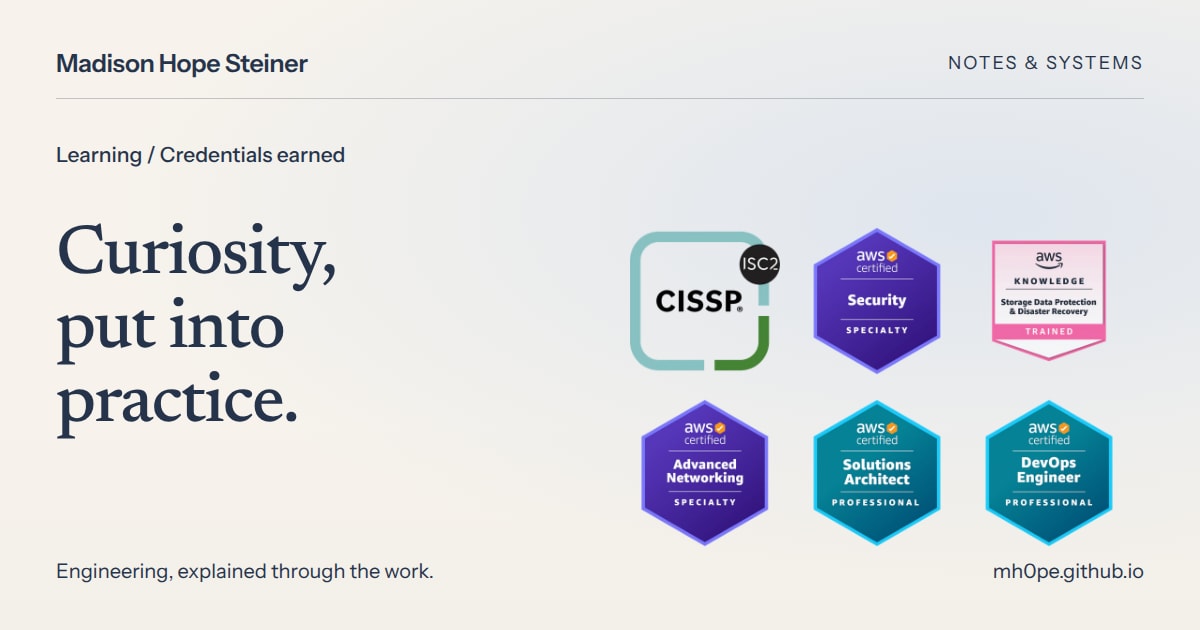 Madison Hope Steiner
NOTES & SYSTEMS
Learning / Credentials earned
Curiosity,
put into
practice.
ISC2
CISSP®
aws
certified
Security
SPECIALTY
aws
KNOWLEDGE
Storage Data Protection
& Disaster Recovery
TRAINED
aws
certified
Advanced
Networking
SPECIALTY
aws
certified
Solutions
Architect
PROFESSIONAL
aws
certified
DevOps
Engineer
PROFESSIONAL
Engineering, explained through the work.
mh0pe.github.io